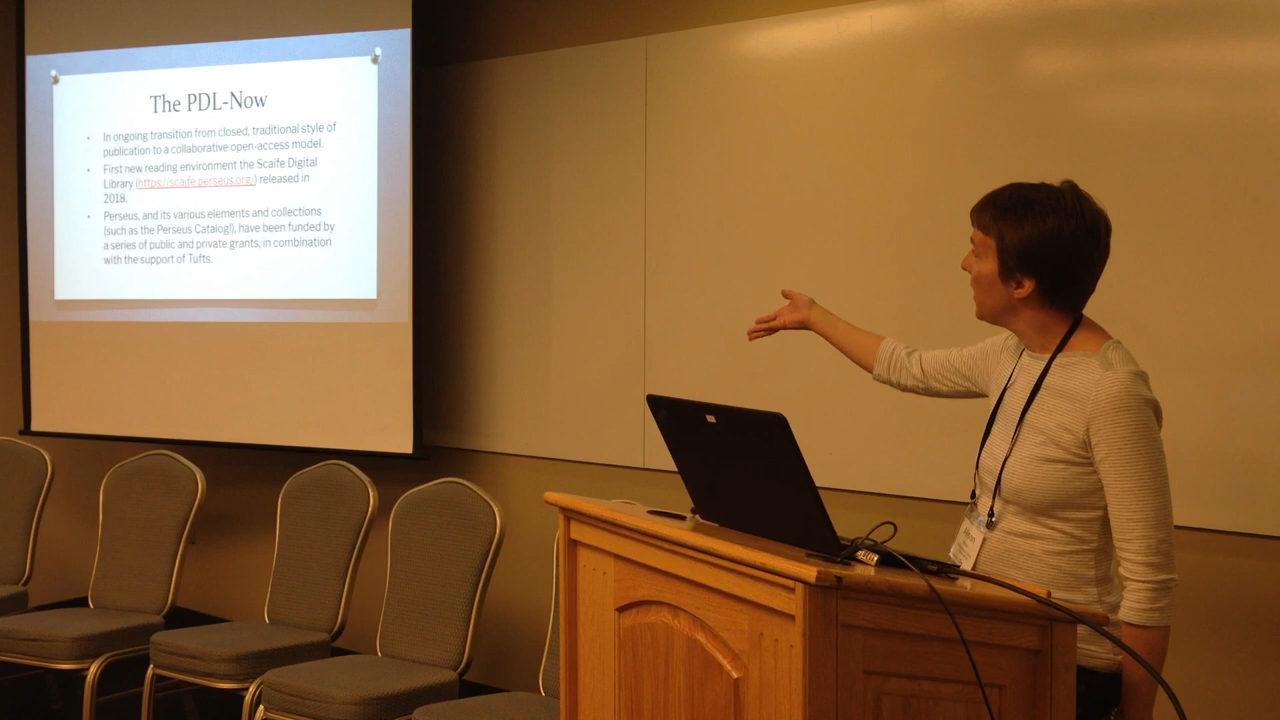 The PDL-Now
• In ongoing transition from closed, traditional style of
publication to a collaborative open-access model.
• First new reading environment the Scaife Digital
Library (https://scaife.perseus.org/) released in
2018.
• Perseus, and its various elements and collections
(such as the Perseus Catalog!), have been funded by
a series of public and private grants, in combination
with the support of Tufts.